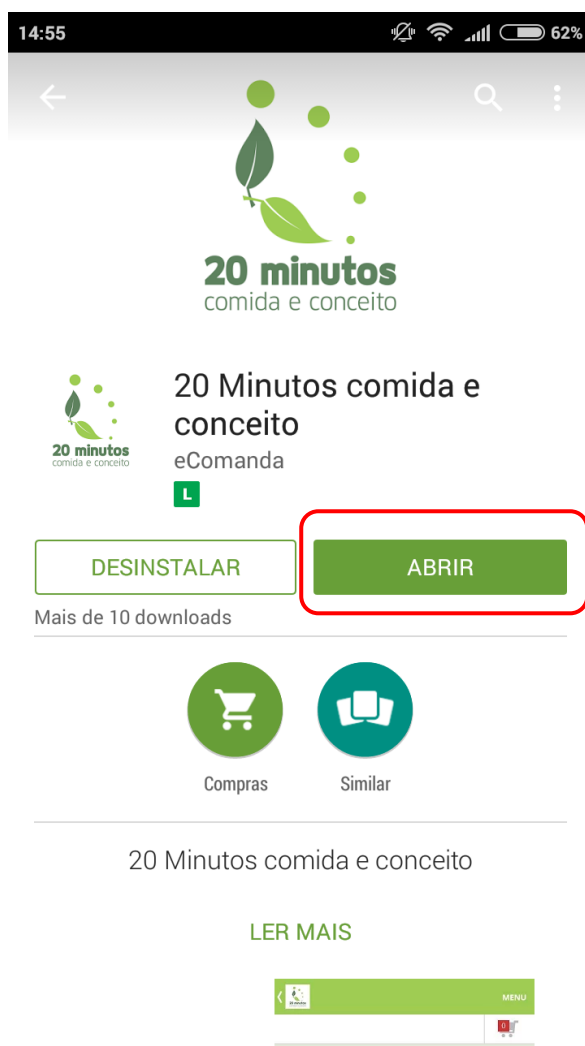 14:55
62%
20 minutos
comida e conceito
20 Minutos comida e
conceito
20 minutos
comida e conceito
eComanda
L
DESINSTALAR
ABRIR
Mais de 10 downloads
Compras
Similar
20 Minutos comida e conceito
LER MAIS
MENU
0